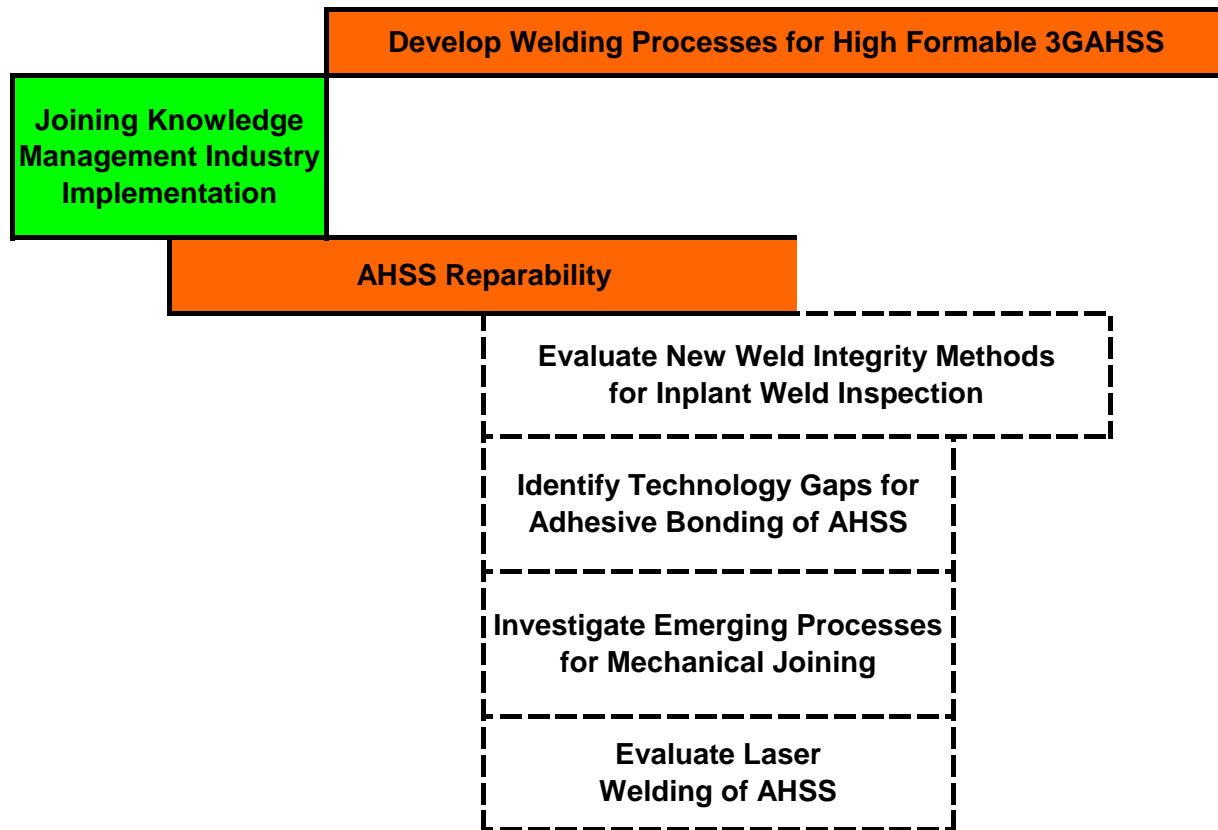 Develop Welding Processes for High Formable 3GAHSS
Joining Knowledge
Management Industry
Implementation
AHSS Reparability
Evaluate New Weld Integrity Methods
for Inplant Weld Inspection
Identify Technology Gaps for
Adhesive Bonding of AHSS
Investigate Emerging Processes
for Mechanical Joining
Evaluate Laser
Welding of AHSS